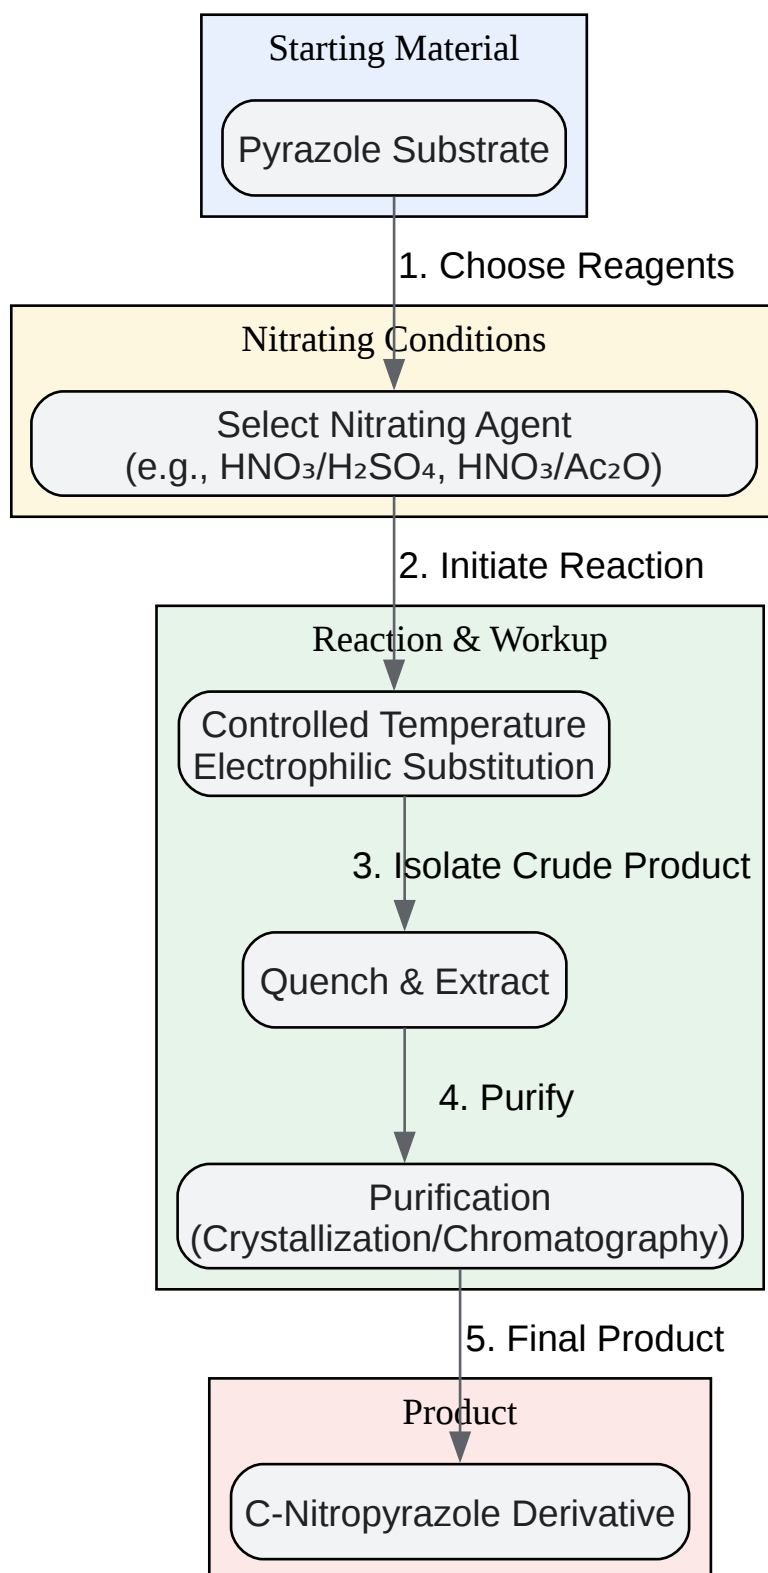 Starting Material
Pyrazole Substrate
1. Choose Reagents
Nitrating Conditions
Select Nitrating Agent
(e.g., HNO₃/H₂SO₄, HNO₃/Ac₂O)
2. Initiate Reaction
Reaction & Workup
Controlled Temperature
Electrophilic Substitution
3. Isolate Crude Product
Quench & Extract
4. Purify
Purification
(Crystallization/Chromatography)
5. Final Product
Product
C-Nitropyrazole Derivative